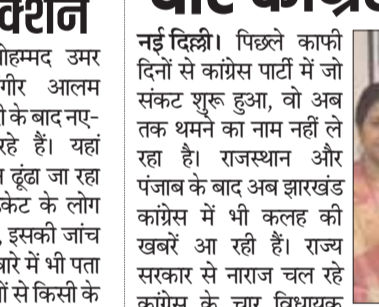 क्शन
चार कांग्रे
ोहम्मद उमर
गीर आलम
के बाद नए-
रहे हैं। यहां
ढूंढा जा रहा
केट के लोग
इसकी जांच
बारे में भी पता
से किसी के
नई दिल्ली। पिछले काफी
दिनों से कांग्रेस पार्टी में जो
संकट शुरू हुआ, वो अब
तक थमने का नाम नहीं ले
रहा है। राजस्थान और
पंजाब के बाद अब झारखंड
कांग्रेस में भी कलह की
खबरें आ रही हैं। राज्य
सरकार से नाराज चल रहे
कांग्रेस के चार विधायक